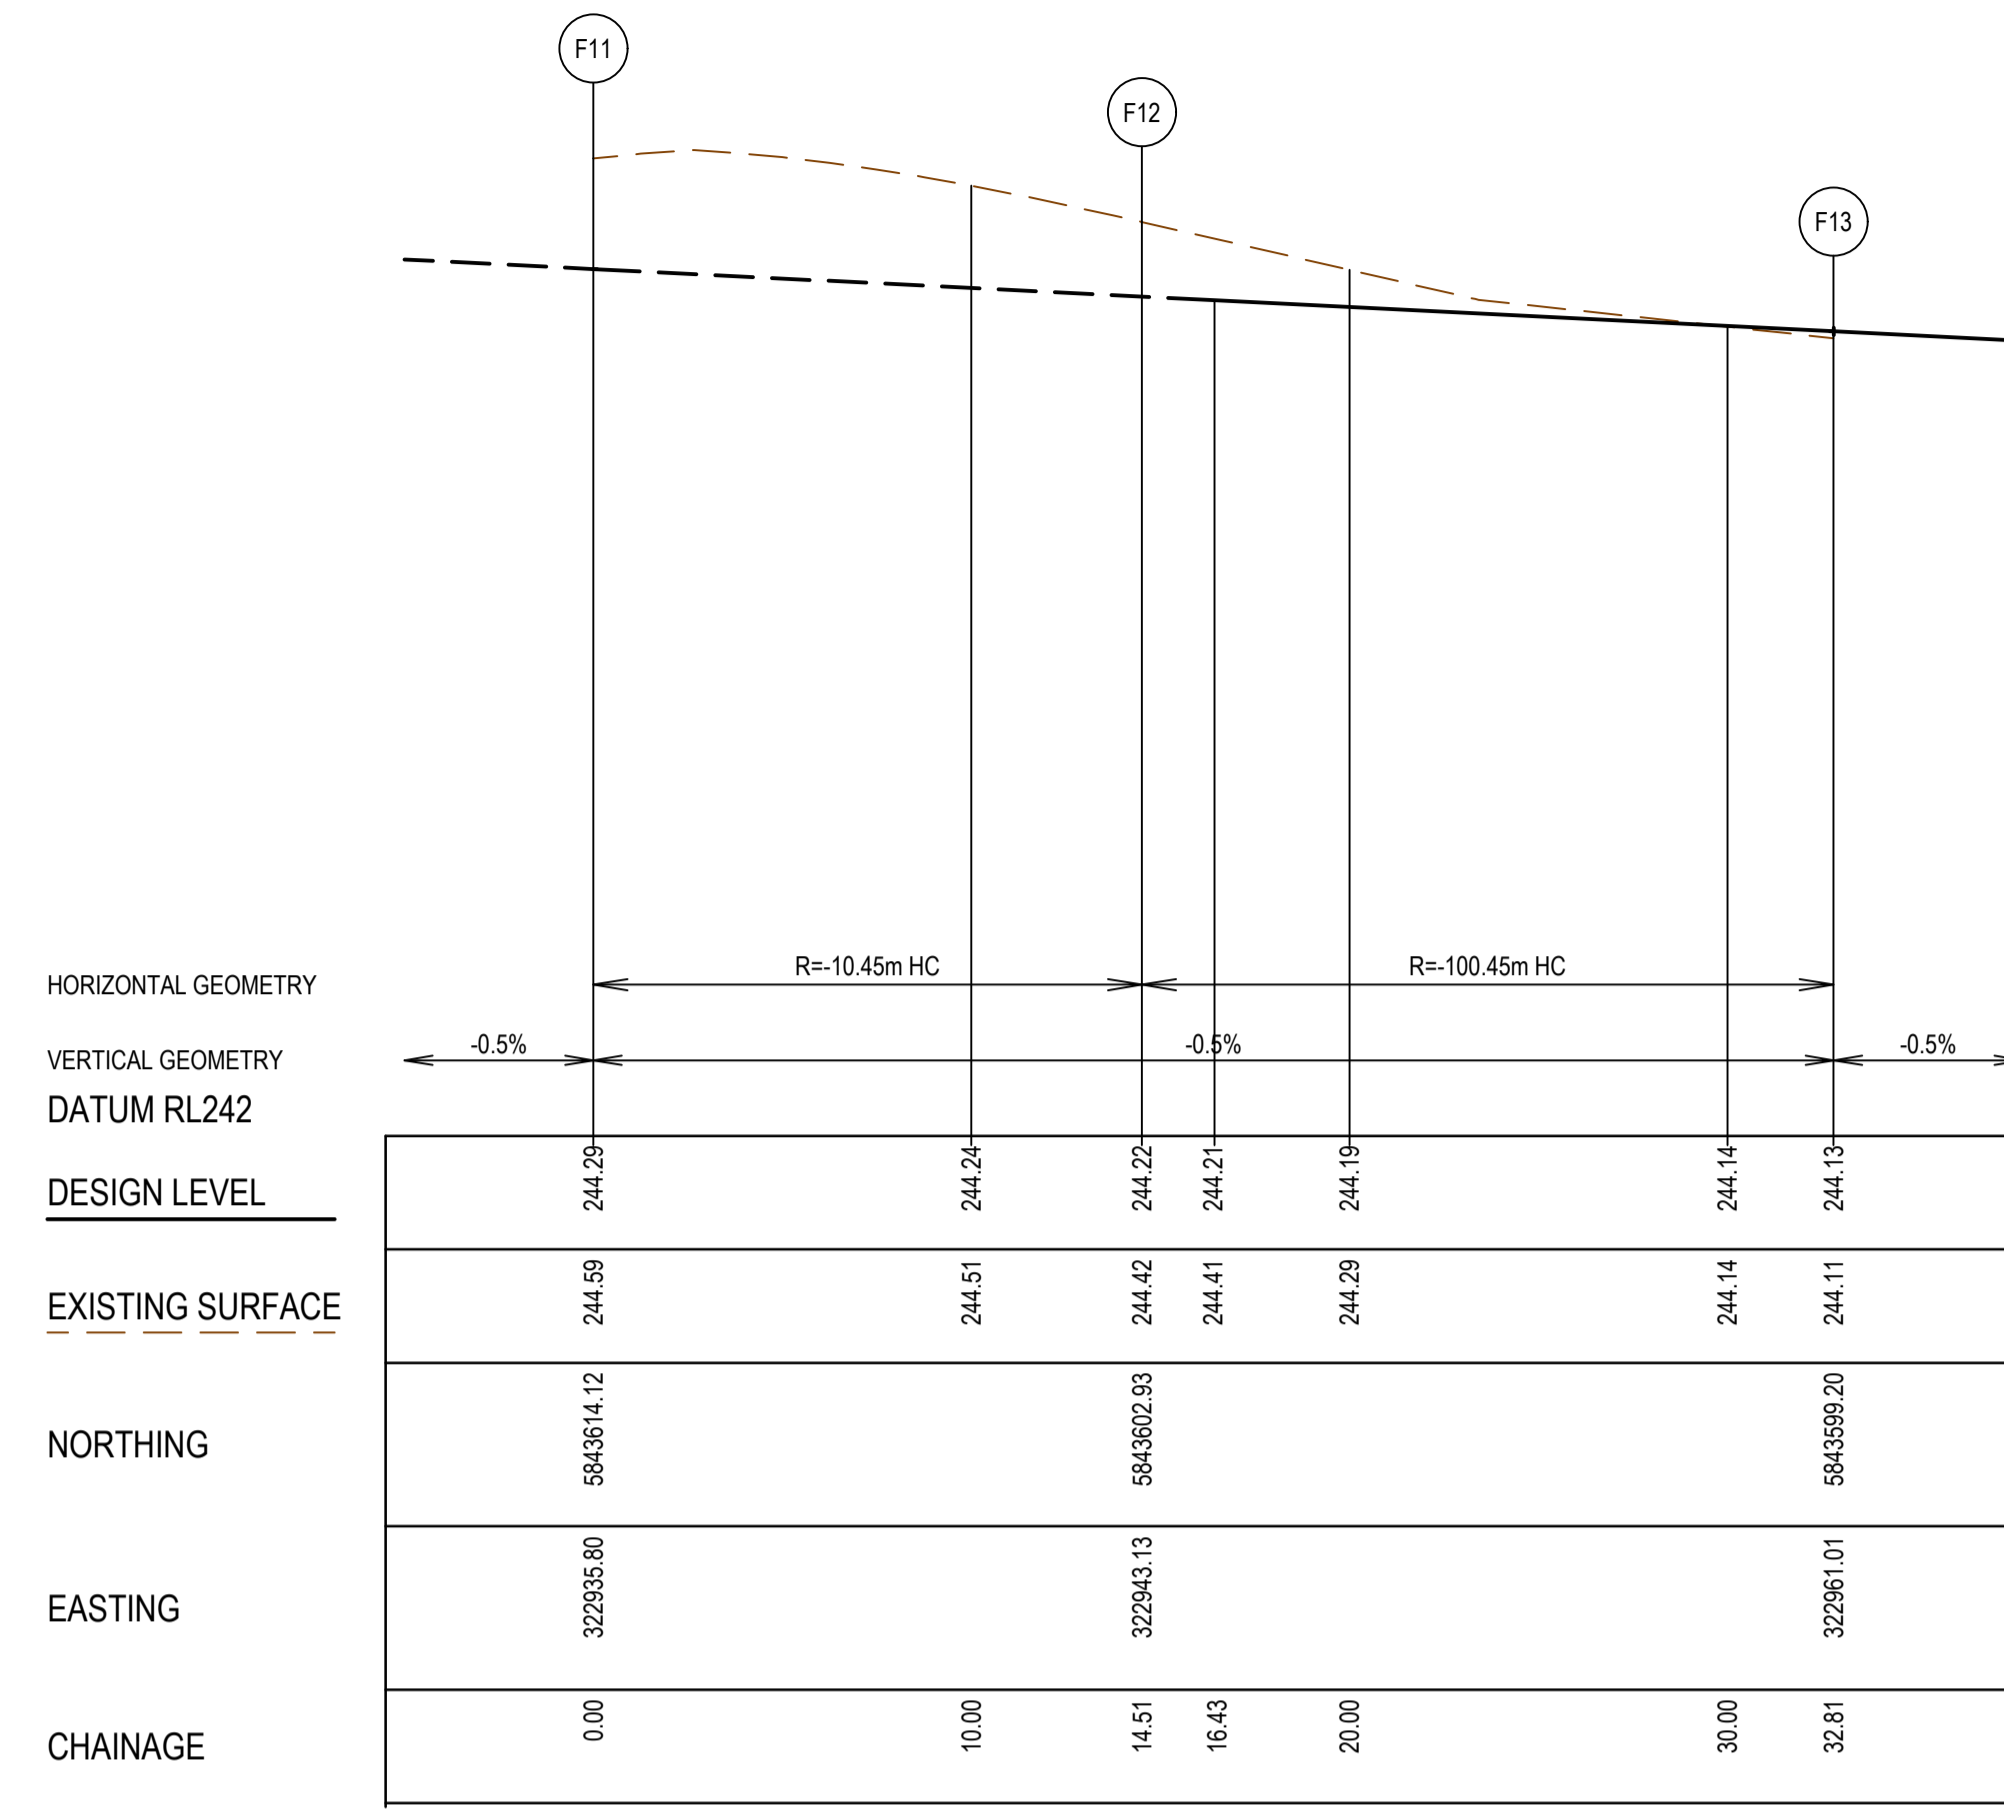 F11
F12
F13
HORIZONTAL GEOMETRY
R=-10.45m HC
R=-100.45m HC
VERTICAL GEOMETRY
-0.5%
-0.5%
-0.5%
DATUM RL242
DESIGN LEVEL
244.29
244.24
244.22
244.21
244.19
244.14
244.13
EXISTING SURFACE
244.59
244.51
244.42
244.41
244.29
244.14
244.11
NORTHING
5843614.12
5843602.93
5843599.20
EASTING
322935.80
322943.13
322961.01
CHAINAGE
0.00
10.00
14.51
16.43
20.00
30.00
32.81